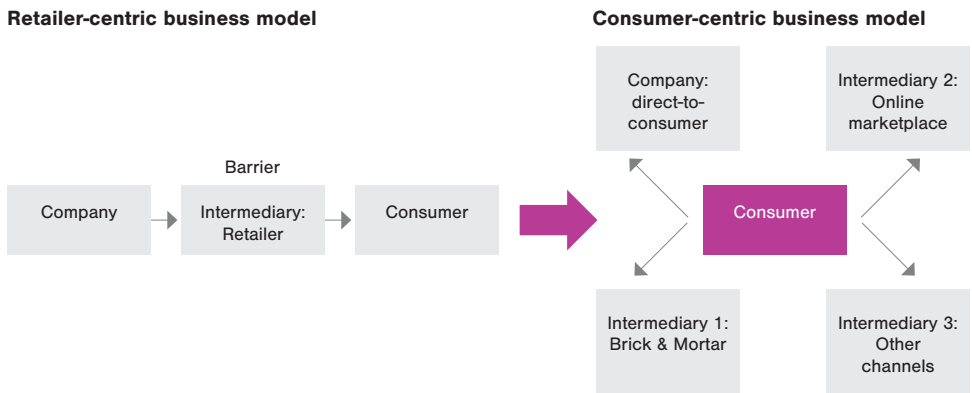 Retailer-centric business model
Barrier
Company
Intermediary:
Retailer
Consumer
Consumer-centric business model
Company:
direct-to-
consumer
Intermediary 2:
Online
marketplace
Consumer
Intermediary 1:
Brick & Mortar
Intermediary 3:
Other
channels